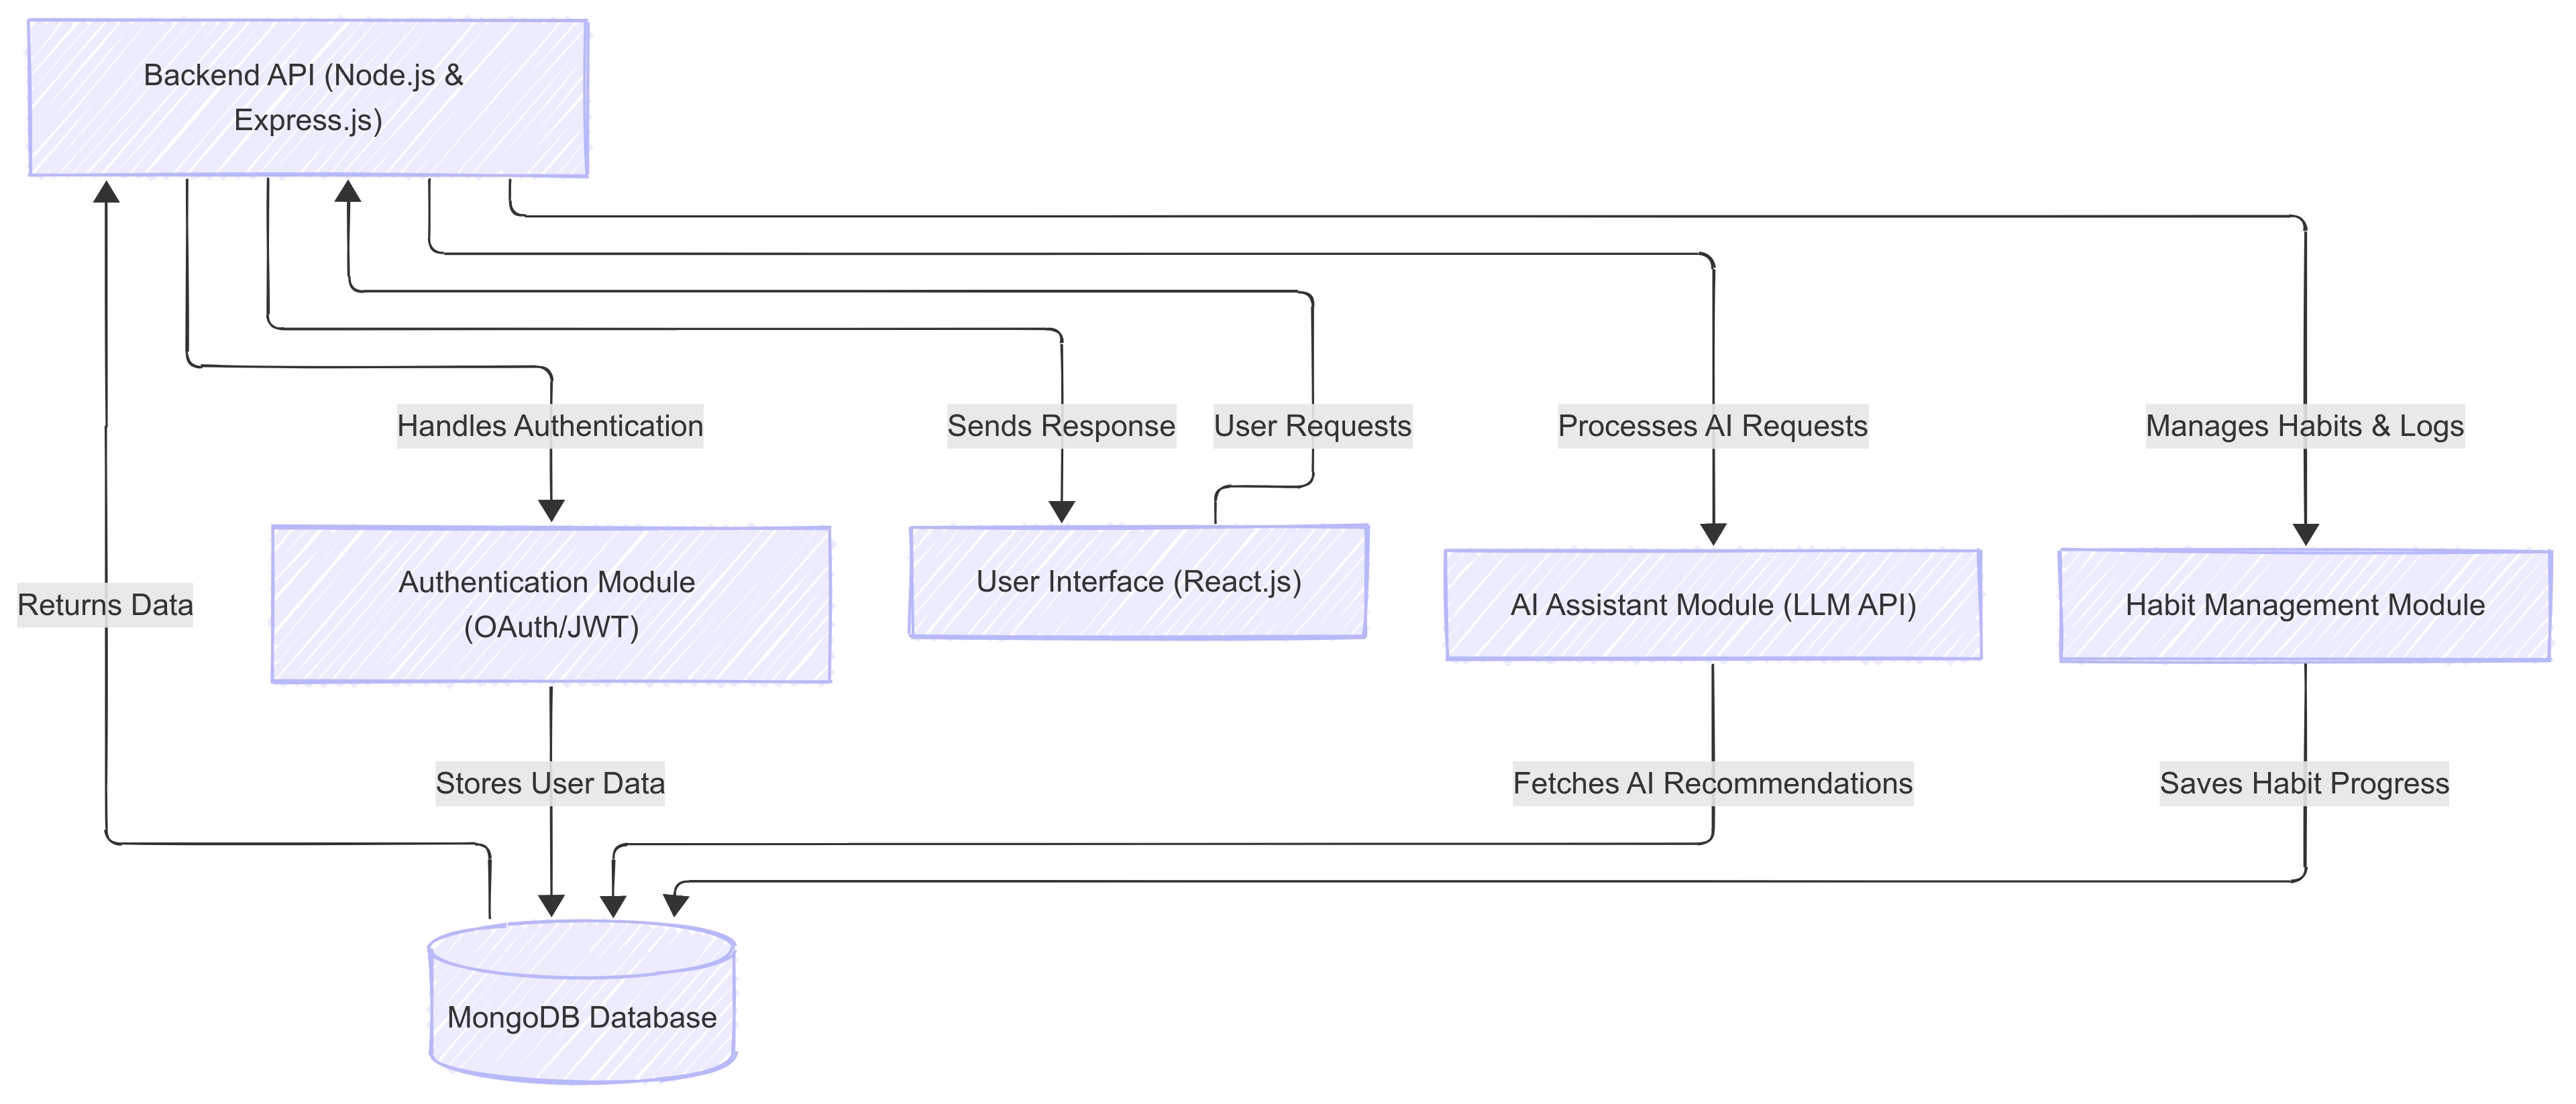 Backend API (Node.js &
Express.js)
Handles Authentication
Sends Response
User Requests
Processes AI Requests
Manages Habits & Logs
Returns Data
Authentication Module
(OAuth/JWT)
User Interface (React.js)
AI Assistant Module (LLM API)
Habit Management Module
Stores User Data
Fetches AI Recommendations
Saves Habit Progress
MongoDB Database